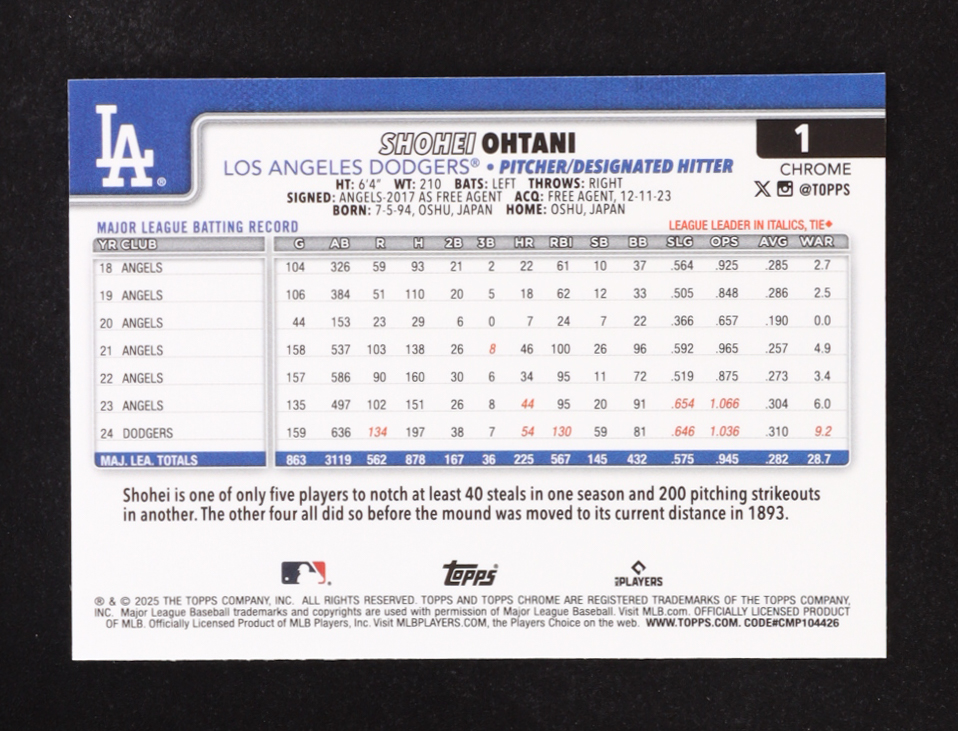 LA®
SHOHEI OHTANI
1
LOS ANGELES DODGERS® • PITCHER/DESIGNATED HITTER
CHROME
HT: 6'4" WT: 210 BATS: LEFT THROWS: RIGHT
@TOPPS
SIGNED: ANGELS-2017 AS FREE AGENT ACQ: FREE AGENT, 12-11-23
BORN: 7-5-94, OSHU, JAPAN HOME: OSHU, JAPAN
MAJOR LEAGUE BATTING RECORD LEAGUE LEADER IN ITALICS, TIE♦
YR CLUB G AB R H 2B 3B HR RBI SB BB SLG OPS AVG WAR
18 ANGELS 104 326 59 93 21 2 22 61 10 37 .564 .925 .285 2.7
19 ANGELS 106 384 51 110 20 5 18 62 12 33 .505 .848 .286 2.5
20 ANGELS 44 153 23 29 6 0 7 24 7 22 .366 .657 .190 0.0
21 ANGELS 158 537 103 138 26 8 46 100 26 96 .592 .965 .257 4.9
22 ANGELS 157 586 90 160 30 6 34 95 11 72 .519 .875 .273 3.4
23 ANGELS 135 497 102 151 26 8 44 95 20 91 .654 1.066 .304 6.0
24 DODGERS 159 636 134 197 38 7 54 130 59 81 .646 1.036 .310 9.2
MAJ. LEA. TOTALS 863 3119 562 878 167 36 225 567 145 432 .575 .945 .282 28.7
Shohei is one of only five players to notch at least 40 steals in one season and 200 pitching strikeouts
in another. The other four all did so before the mound was moved to its current distance in 1893.
Topps®
MLB PLAYERS
® & © 2025 THE TOPPS COMPANY, INC. ALL RIGHTS RESERVED. TOPPS AND TOPPS CHROME ARE REGISTERED TRADEMARKS OF THE TOPPS COMPANY,
INC. Major League Baseball trademarks and copyrights are used with permission of Major League Baseball. Visit MLB.com. OFFICIALLY LICENSED PRODUCT
OF MLB. Officially Licensed Product of MLB Players, Inc. Visit MLBPLAYERS.COM, the Players Choice on the web. WWW.TOPPS.COM. CODE#CMP104426